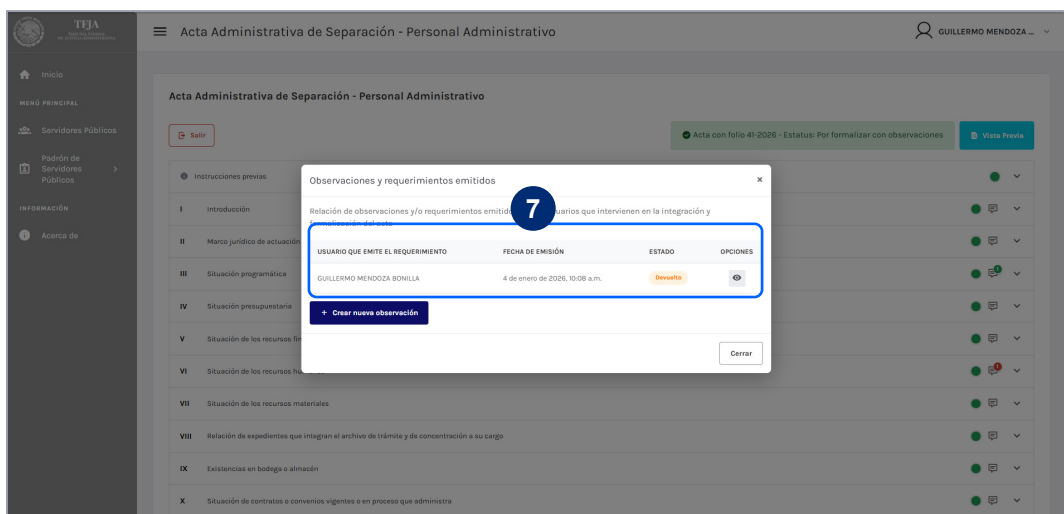 TEJA
Acta Administrativa de Separación - Personal Administrativo
GUILLERMO MENDOZA ...
Inicio
MENÚ PRINCIPAL
Servidores Públicos
Padrón de
Servidores
Públicos
INFORMACIÓN
Acerca de
Acta Administrativa de Separación - Personal Administrativo
Salir
Acta con folio 41-2026 - Estatus: Por formalizar con observaciones
Vista Previa
Instrucciones previas
I Introducción
II Marco jurídico de actuación
III Situación programática
IV Situación presupuestaria
V Situación de los recursos
VI Situación de los recursos
VII Situación de los recursos materiales
VIII Relación de expedientes que integran el archivo de trámite y de concentración a su cargo
IX Existencias en bodega o almacén
X Situación de contratos o convenios vigentes o en proceso que administra
Observaciones y requerimientos emitidos
×
7
Relación de observaciones y/o requerimientos que intervienen en la integración y
USUARIO QUE EMITE EL REQUERIMIENTO FECHA DE EMISIÓN ESTADO OPCIONES
GUILLERMO MENDOZA BONILLA 4 de enero de 2026, 10:08 a.m. Devuelto
+ Crear nueva observación
Cerrar